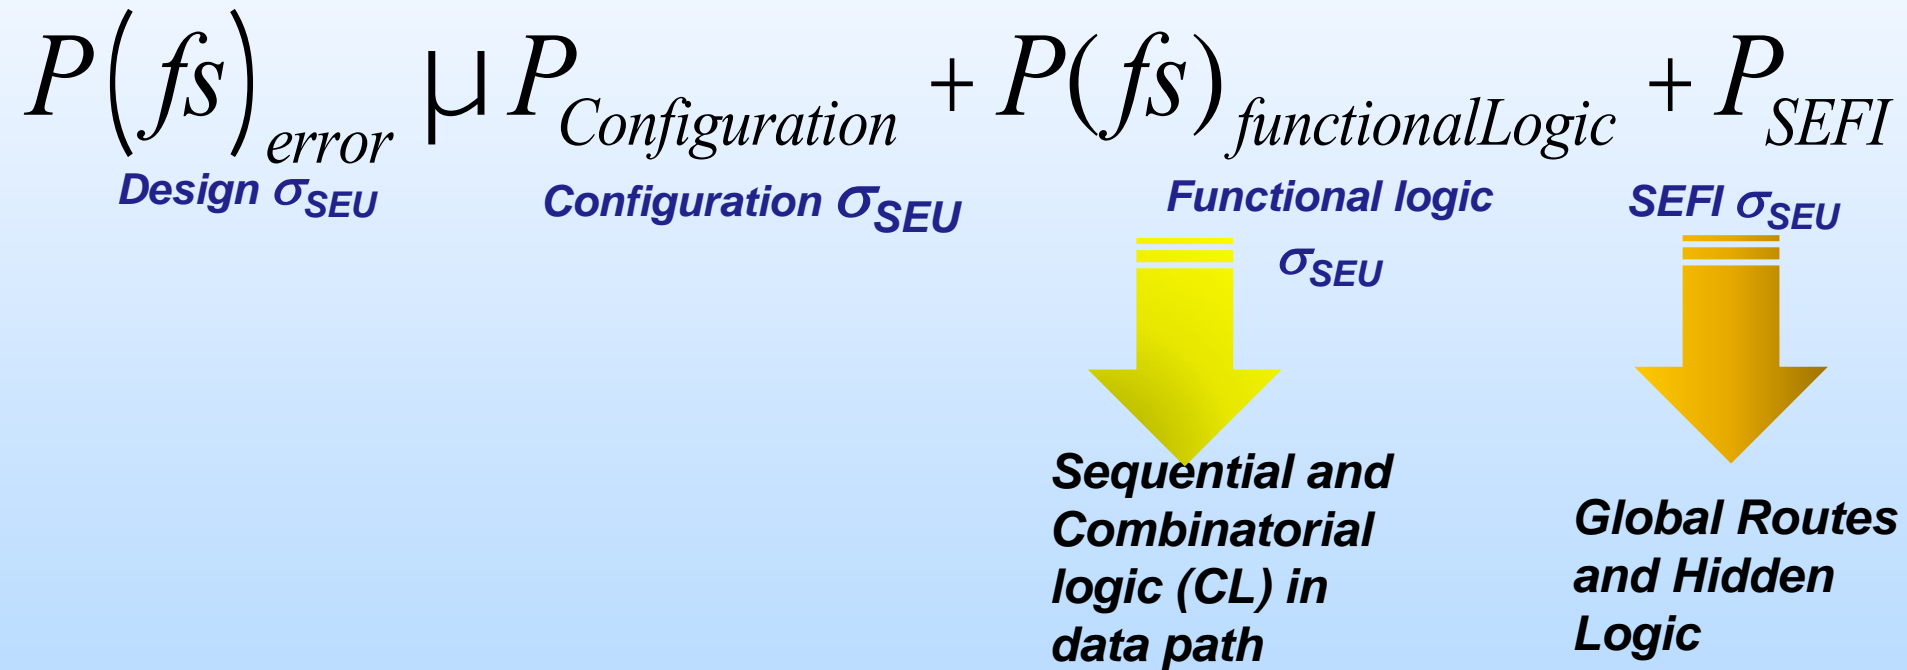 P(fs)error µ PConfiguration + P(fs)functionalLogic + PSEFI
Design σSEU
Configuration σSEU
Functional logic
σSEU
SEFI σSEU
Sequential and
Combinatorial
logic (CL) in
data path
Global Routes
and Hidden
Logic